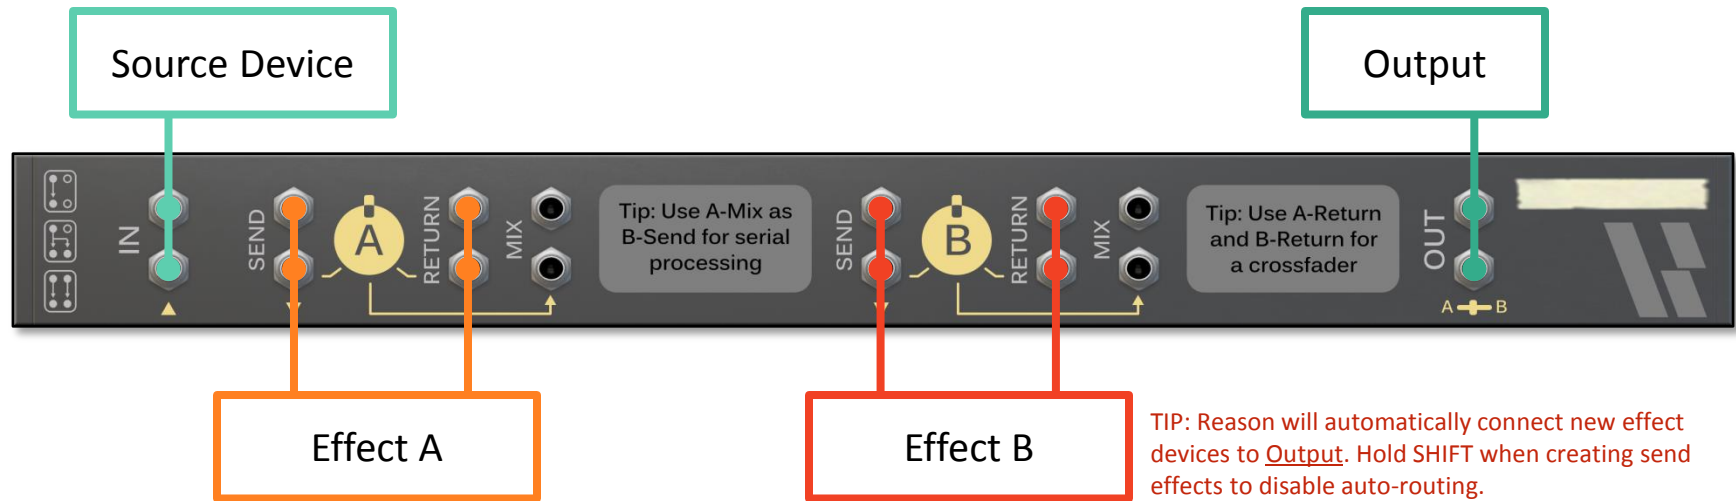 Source Device
Output
IN
SEND
A
RETURN
MIX
Tip: Use A-Mix as
B-Send for serial
processing
SEND
B
RETURN
MIX
Tip: Use A-Return
and B-Return for
a crossfader
OUT
A B
Effect A
Effect B
TIP: Reason will automatically connect new effect
devices to Output. Hold SHIFT when creating send
effects to disable auto-routing.